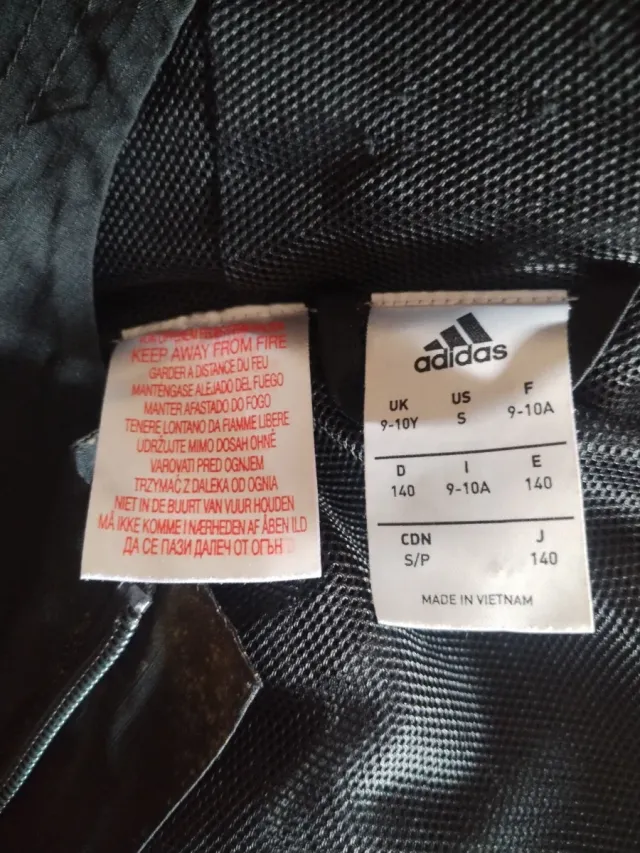 KEEP AWAY FROM FIRE
GARDER A DISTANCE DU FEU
MANTENGASE ALEJADO DEL FUEGO
MANTER AFASTADO DO FOGO
TENERE LONTANO DA FIAMME LIBERE
UDRŽUJTE MIMO DOSAH OHNĚ
VAROVATI PRED OGNJEM
TRZYMAĆ Z DALEKA OD OGNIA
NIET IN DE BUURT VAN VUUR HOUDEN
MÅ IKKE KOMME I NÆRHEDEN AF ÅBEN ILD
ДА СЕ ПАЗИ ДАЛЕЧ ОТ ОГЪН
adidas
UK US F
9-10Y S 9-10A
D I E
140 9-10A 140
CDN J
S/P 140
MADE IN VIETNAM